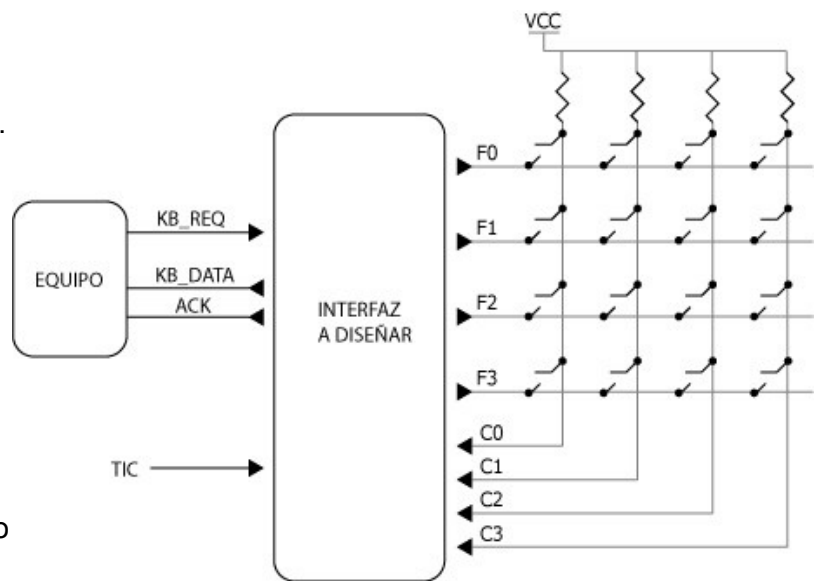 VCC
.
F0
KB_REQ
F1
EQUIPO
KB_DATA
ACK
INTERFAZ
A DISEÑAR
F2
F3
C0
TIC
C1
C2
o
C3